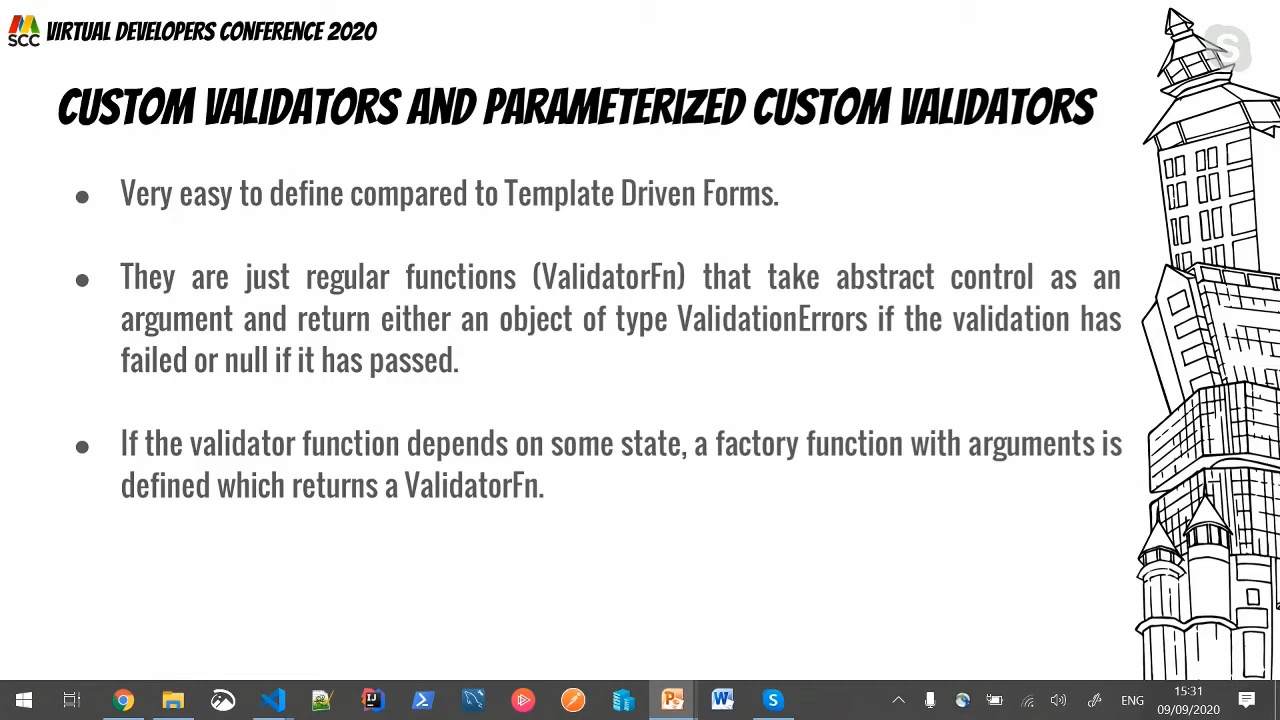 SCC VIRTUAL DEVELOPERS CONFERENCE 2020
CUSTOM VALIDATORS AND PARAMETERIZED CUSTOM VALIDATORS
● Very easy to define compared to Template Driven Forms.
● They are just regular functions (ValidatorFn) that take abstract control as an
argument and return either an object of type ValidationErrors if the validation has
failed or null if it has passed.
● If the validator function depends on some state, a factory function with arguments is
defined which returns a ValidatorFn.
ENG
15:31
09/09/2020